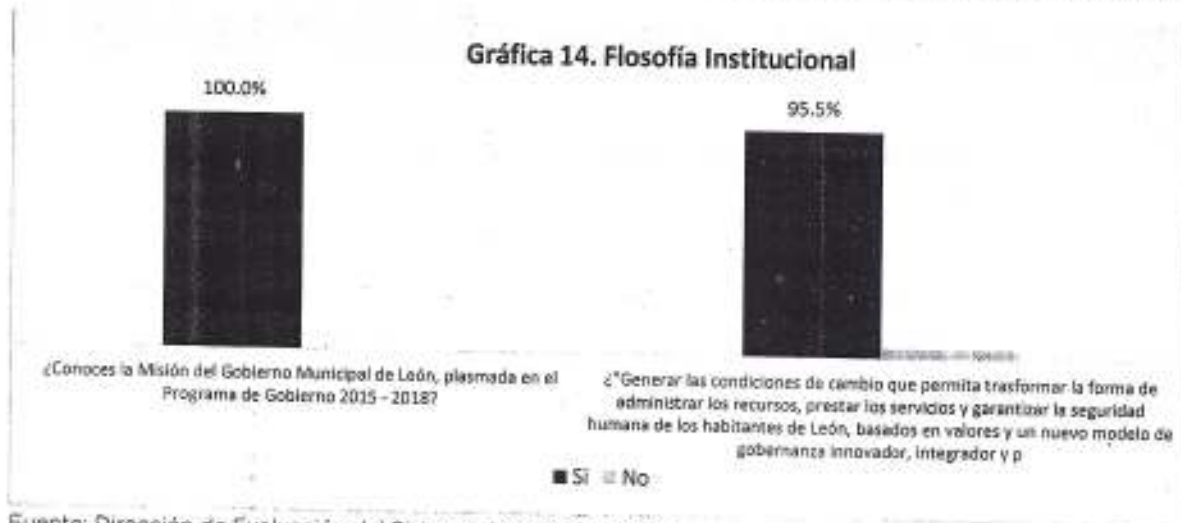 Gráfica 14. Flosofía Institucional
100.0%
95.5%
¿Conoces la Misión del Gobierno Municipal de León, plasmada en el
Programa de Gobierno 2015 - 2018?
¿"Generar las condiciones de cambio que permita trasformar la forma de
administrar los recursos, prestar los servicios y garantizar la seguridad
humana de los habitantes de León, basados en valores y un nuevo modelo de
gobernanza innovador, integrador y p
Si No
Fuente: Dirección de Evaluación del